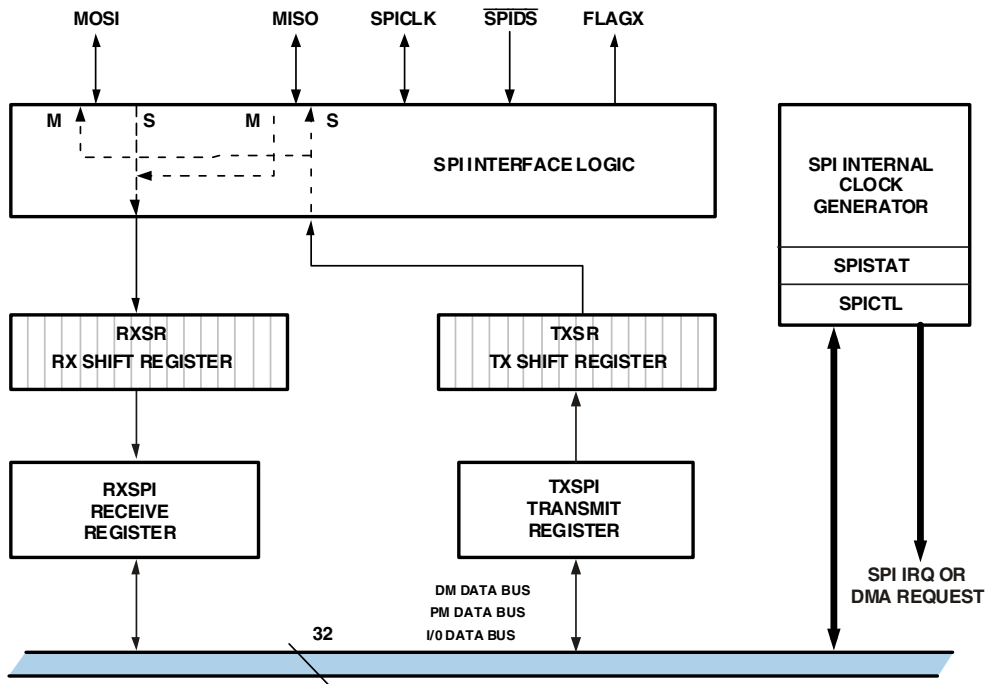 MOSI
MISO
SPICLK
SPIDS
FLAGX
M
S
M
S
SPI INTERFACE LOGIC
SPI INTERNAL
CLOCK
GENERATOR
SPISTAT
SPICTL
RXSR
RX SHIFT REGISTER
TXSR
TX SHIFT REGISTER
RXSPI
RECEIVE
REGISTER
TXSPI
TRANSMIT
REGISTER
SPI IRQ OR
DMA REQUEST
DM DATA BUS
PM DATA BUS
I/0 DATA BUS
32